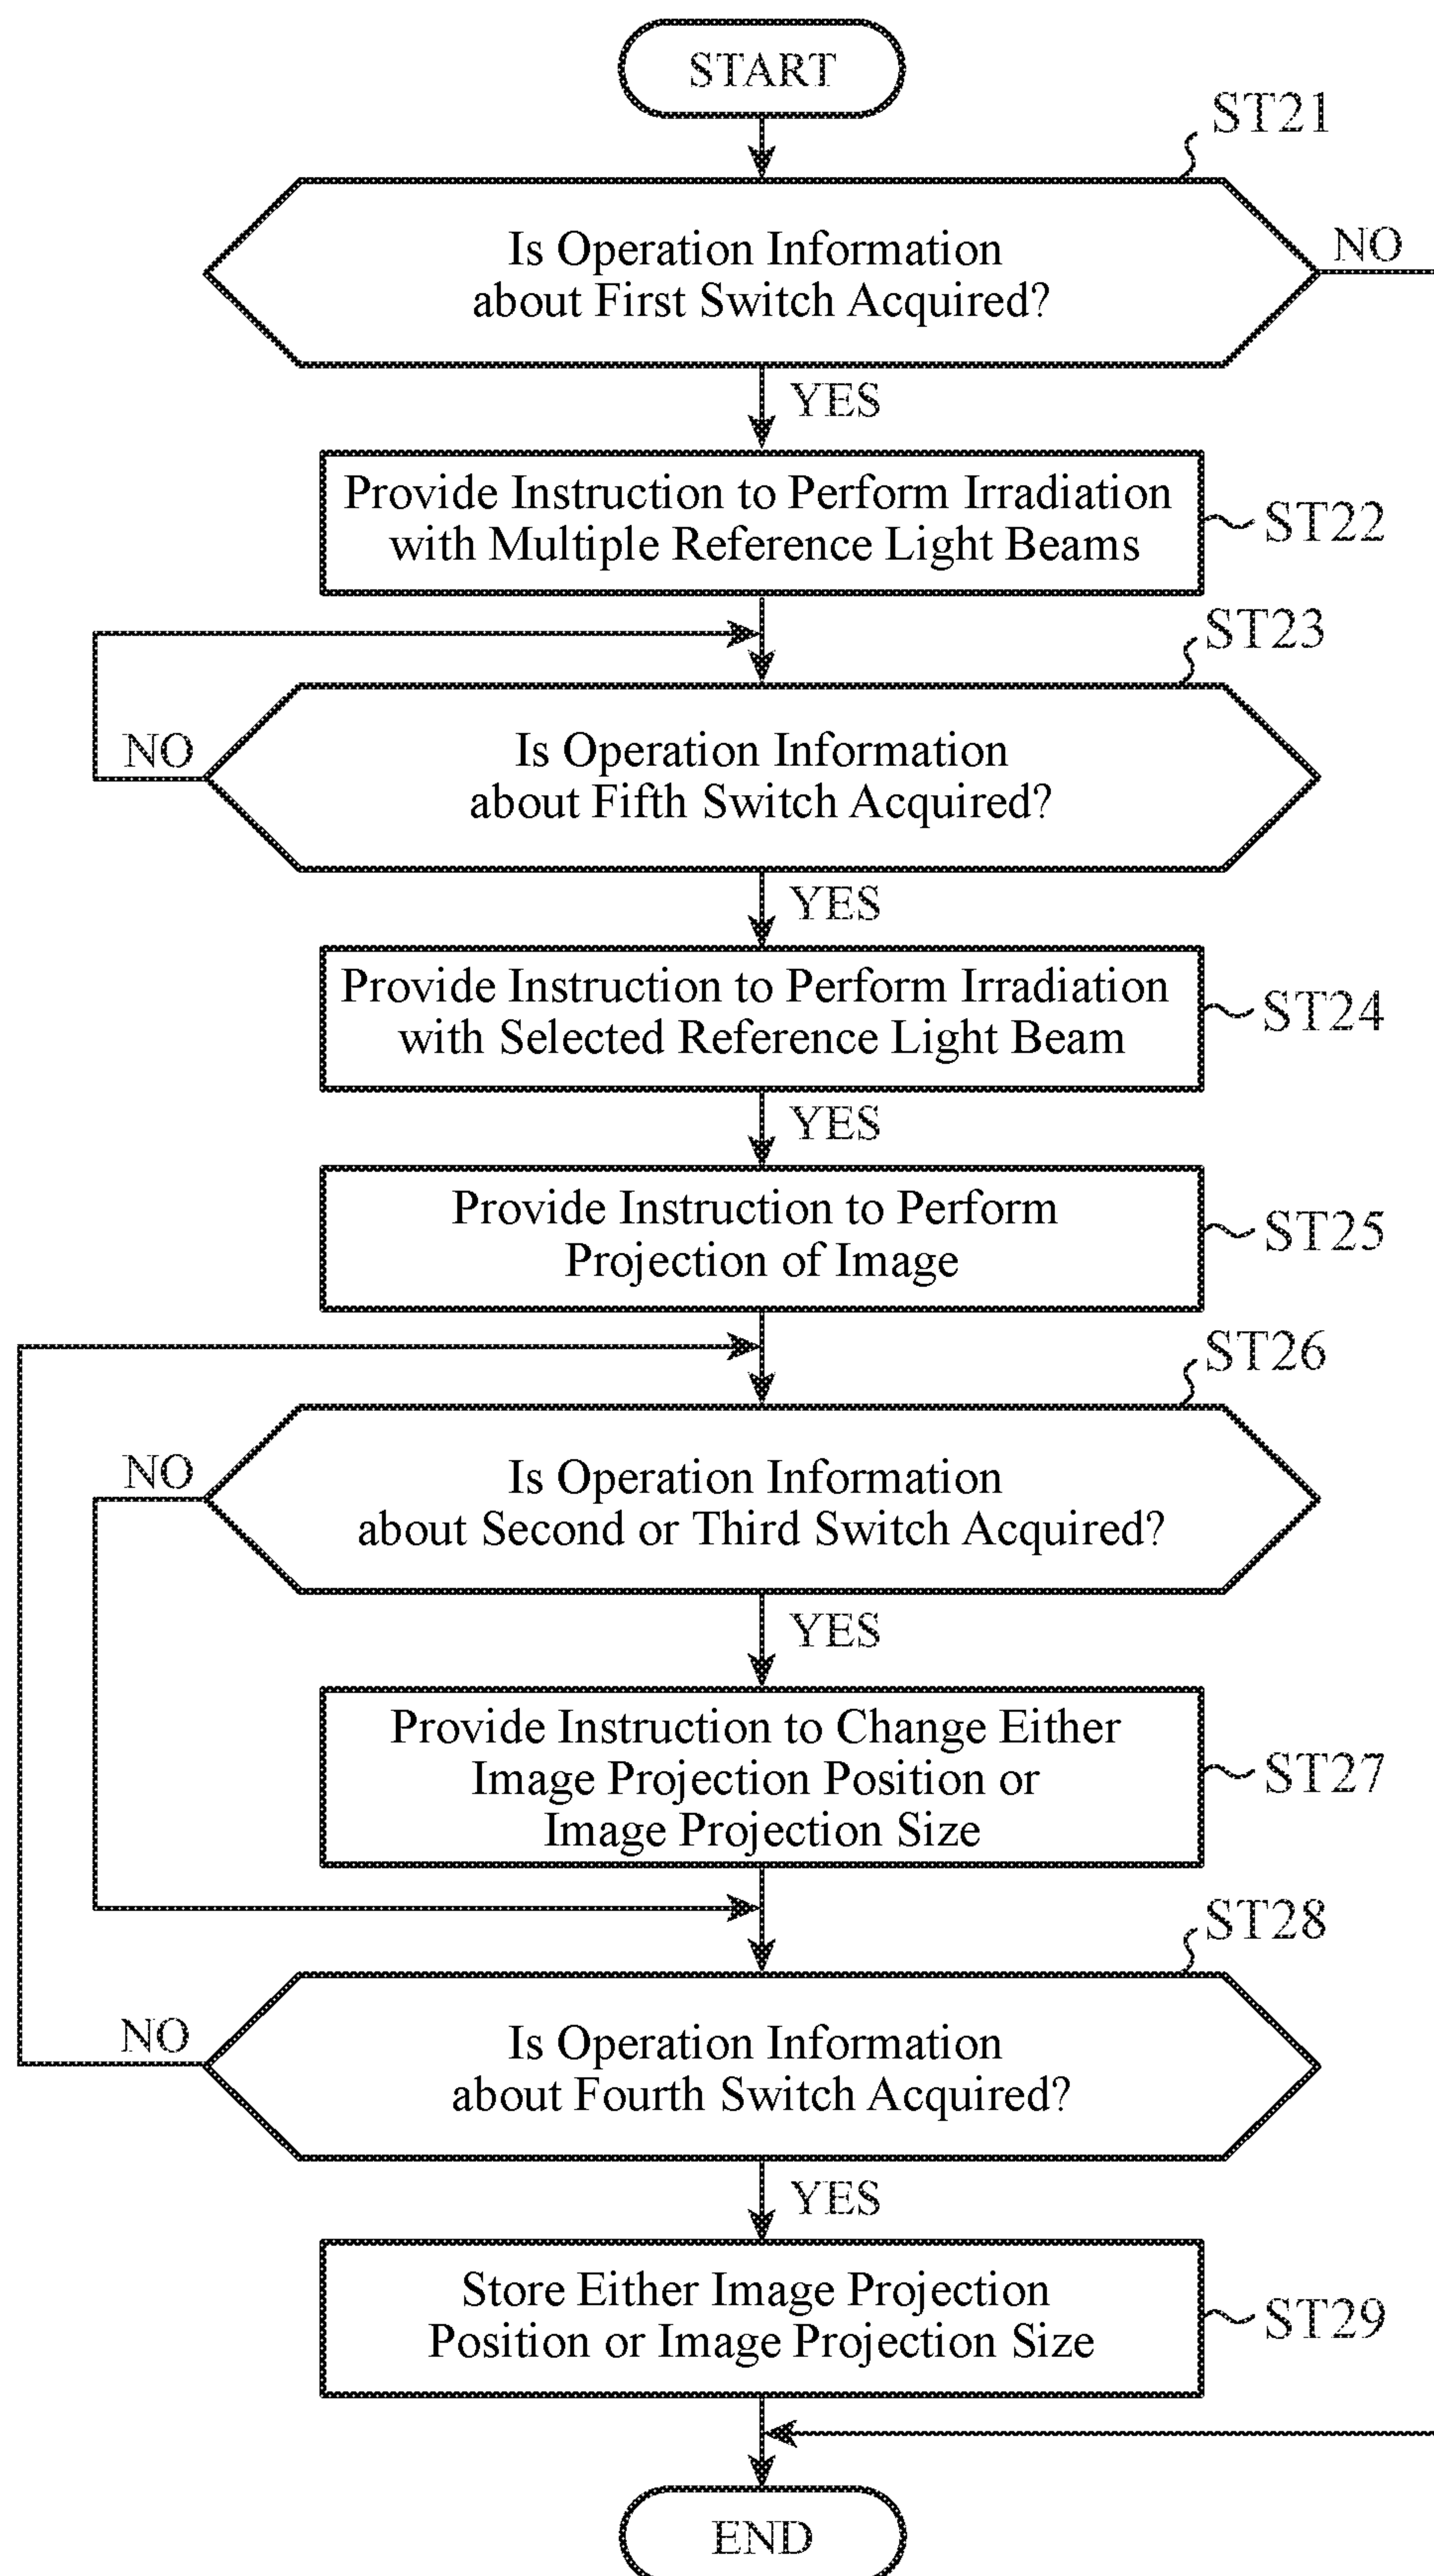 START
ST21
Is Operation Information
about First Switch Acquired?
NO
YES
Provide Instruction to Perform Irradiation
with Multiple Reference Light Beams
ST22
ST23
NO
Is Operation Information
about Fifth Switch Acquired?
YES
Provide Instruction to Perform Irradiation
with Selected Reference Light Beam
ST24
YES
Provide Instruction to Perform
Projection of Image
ST25
ST26
NO
Is Operation Information
about Second or Third Switch Acquired?
YES
Provide Instruction to Change Either
Image Projection Position or
Image Projection Size
ST27
ST28
NO
Is Operation Information
about Fourth Switch Acquired?
YES
Store Either Image Projection
Position or Image Projection Size
ST29
END